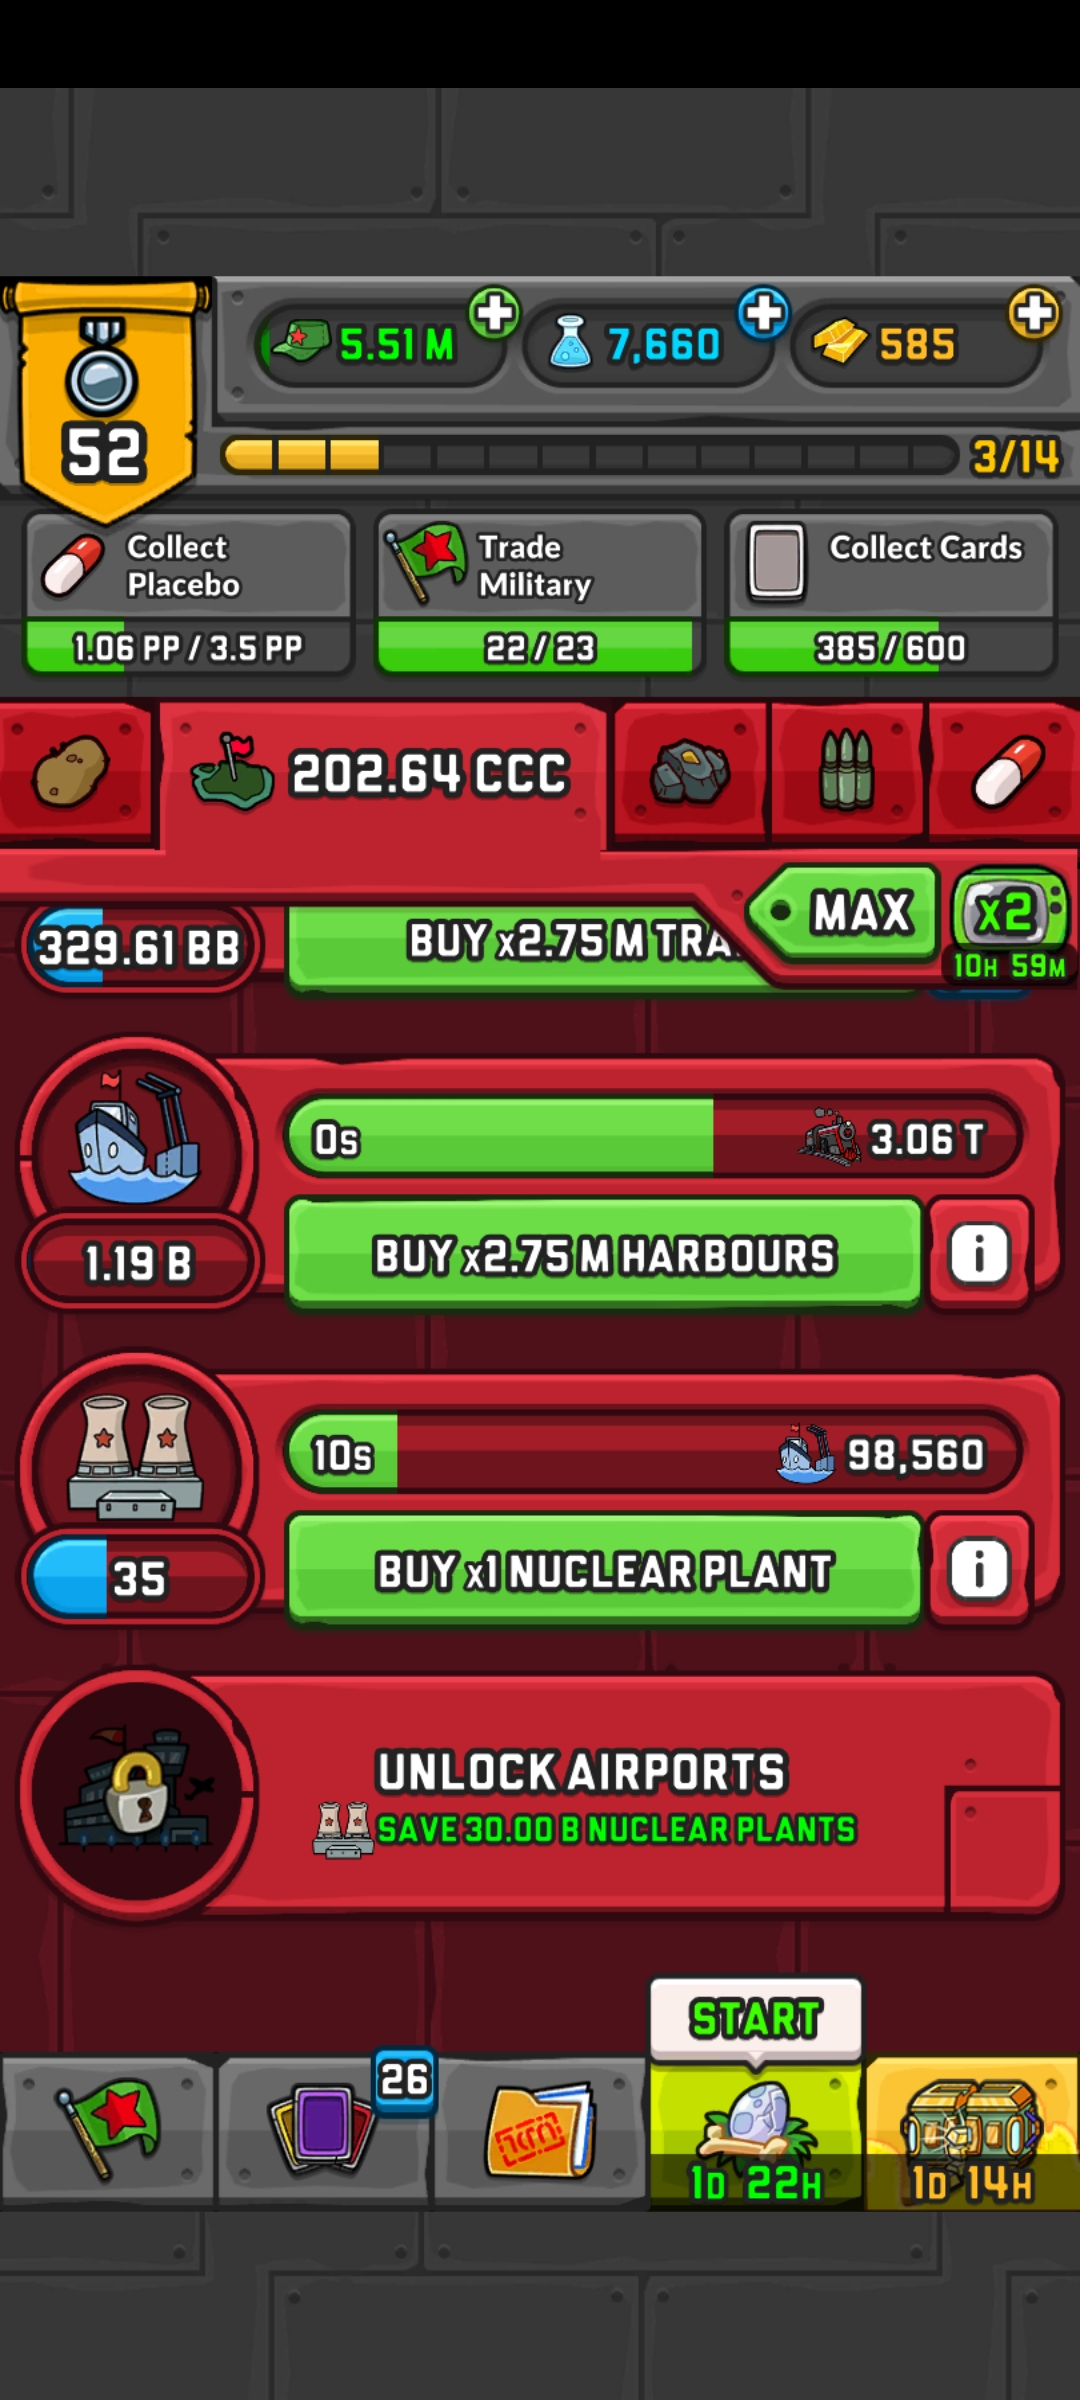 5.51 M
7,660
585
52
3/14
Collect
Placebo
Trade
Military
Collect Cards
1.06 PP / 3.5 PP
22 / 23
385 / 600
202.64 CCC
MAX
x2
10H 59M
329.61 BB
BUY x2.75 M TRA
0s
3.06 T
1.19 B
BUY x2.75 M HARBOURS
i
10s
98,560
35
BUY x1 NUCLEAR PLANT
i
UNLOCK AIRPORTS
SAVE 30.00 B NUCLEAR PLANTS
START
26
1D 22H
1D 14H